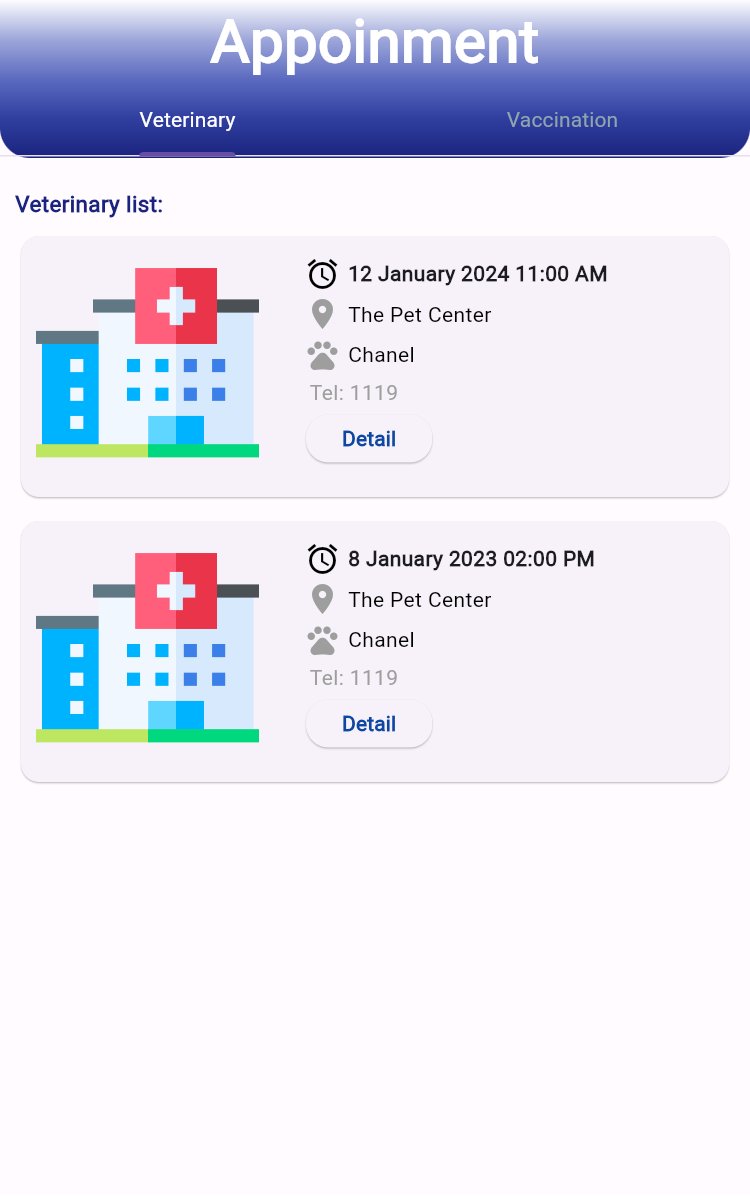 Appoinment
Veterinary
Vaccination
Veterinary list:
12 January 2024 11:00 AM
The Pet Center
Chanel
Tel: 1119
Detail
8 January 2023 02:00 PM
The Pet Center
Chanel
Tel: 1119
Detail